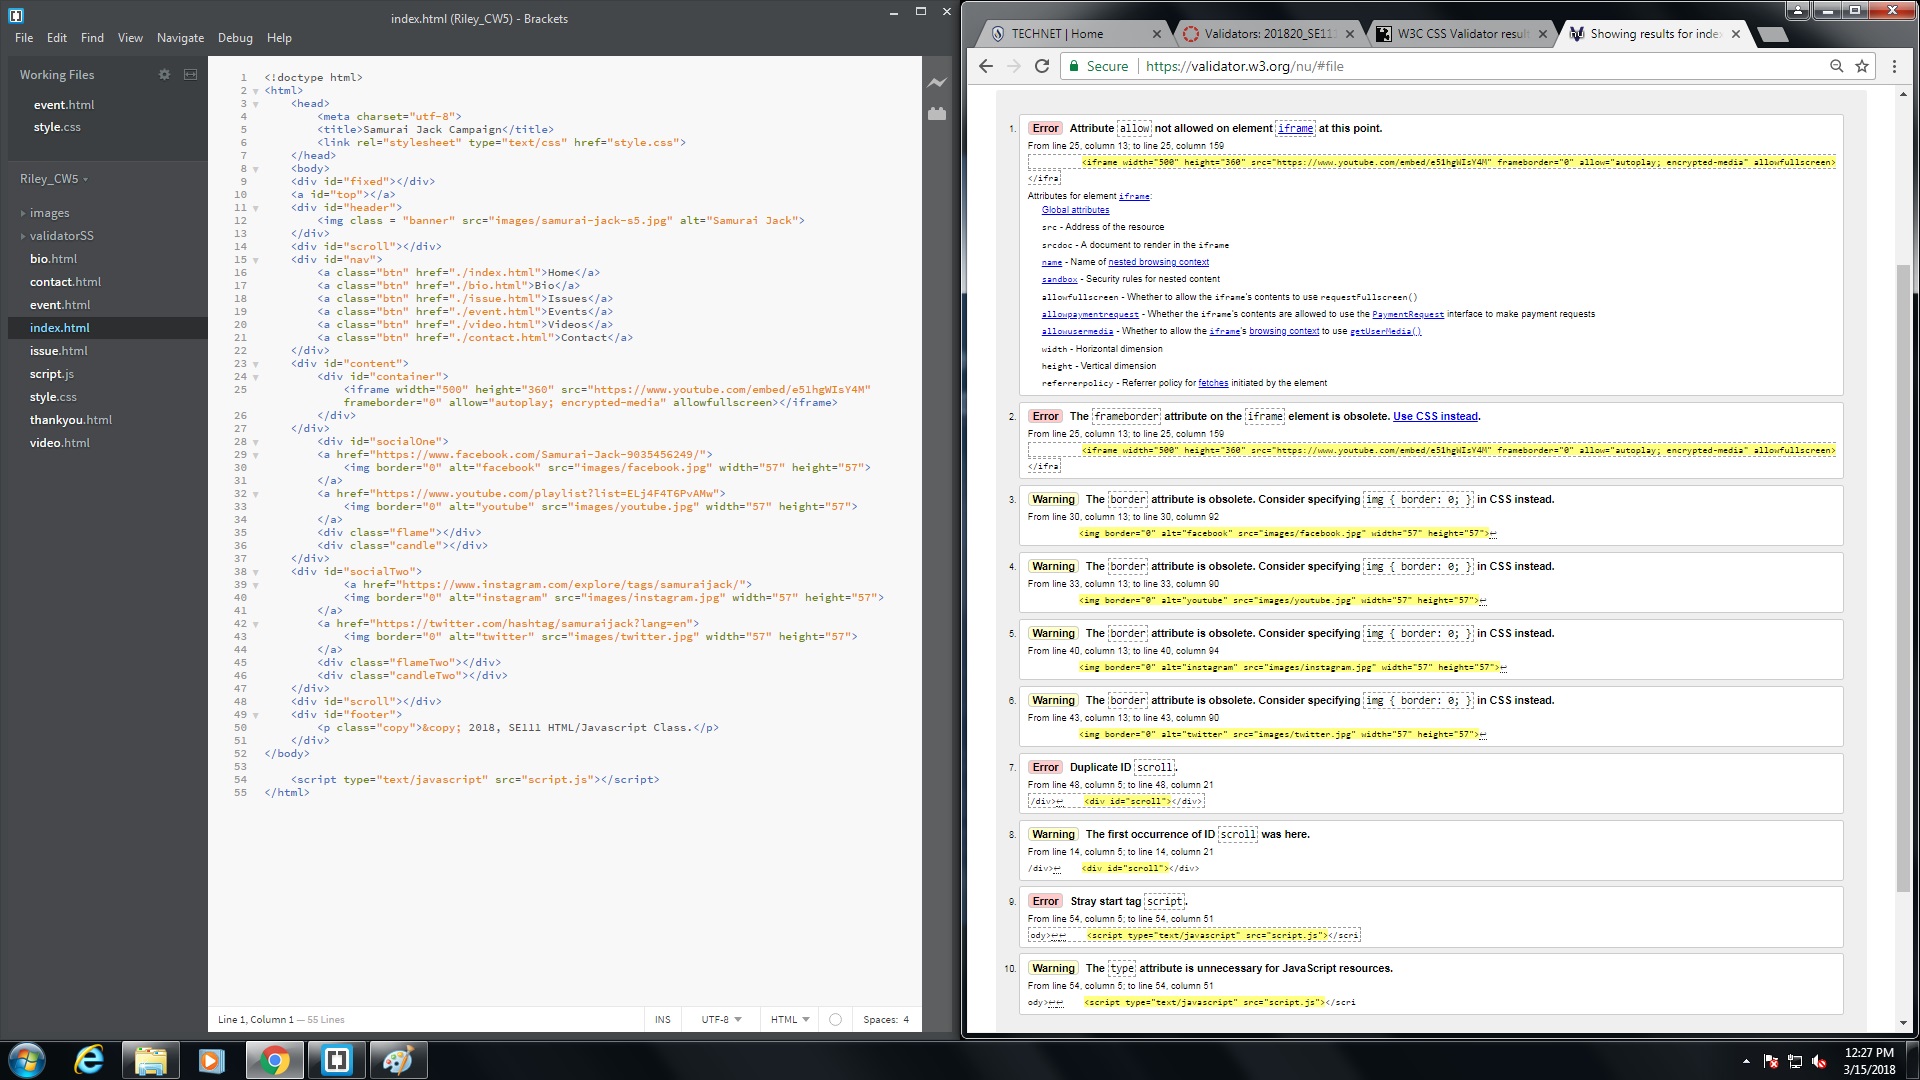 index.html (Riley_CW5) - Brackets
File Edit Find View Navigate Debug Help
Working Files
event.html
style.css
Riley_CW5
images
validatorSS
bio.html
contact.html
event.html
index.html
issue.html
script.js
style.css
thankyou.html
video.html
1 <!doctype html>
2 <html>
3 <head>
4 <meta charset="utf-8">
5 <title>Samurai Jack Campaign</title>
6 <link rel="stylesheet" type="text/css" href="style.css">
7 </head>
8 <body>
9 <div id="fixed"></div>
10 <a id="top"></a>
11 <div id="header">
12 <img class = "banner" src="images/samurai-jack-s5.jpg" alt="Samurai Jack">
13 </div>
14 <div id="scroll"></div>
15 <div id="nav">
16 <a class="btn" href="./index.html">Home</a>
17 <a class="btn" href="./bio.html">Bio</a>
18 <a class="btn" href="./issue.html">Issues</a>
19 <a class="btn" href="./event.html">Events</a>
20 <a class="btn" href="./video.html">Videos</a>
21 <a class="btn" href="./contact.html">Contact</a>
22 </div>
23 <div id="content">
24 <div id="container">
25 <iframe width="500" height="360" src="https://www.youtube.com/embed/e5lhgWIsY4M"
frameborder="0" allow="autoplay; encrypted-media" allowfullscreen></iframe>
26 </div>
27 </div>
28 <div id="socialOne">
29 <a href="https://www.facebook.com/Samurai-Jack-9035456249/">
30 <img border="0" alt="facebook" src="images/facebook.jpg" width="57" height="57">
31 </a>
32 <a href="https://www.youtube.com/playlist?list=ELj4F4T6PvAMw">
33 <img border="0" alt="youtube" src="images/youtube.jpg" width="57" height="57">
34 </a>
35 <div class="flame"></div>
36 <div class="candle"></div>
37 </div>
38 <div id="socialTwo">
39 <a href="https://www.instagram.com/explore/tags/samuraijack/">
40 <img border="0" alt="instagram" src="images/instagram.jpg" width="57" height="57">
41 </a>
42 <a href="https://twitter.com/hashtag/samuraijack?lang=en">
43 <img border="0" alt="twitter" src="images/twitter.jpg" width="57" height="57">
44 </a>
45 <div class="flameTwo"></div>
46 <div class="candleTwo"></div>
47 </div>
48 <div id="scroll"></div>
49 <div id="footer">
50 <p class="copy">&copy; 2018, SE111 HTML/Javascript Class.</p>
51 </div>
52 </body>
53
54 <script type="text/javascript" src="script.js"></script>
55 </html>
Line 1, Column 1 — 55 Lines
INS UTF-8 HTML Spaces: 4
TECHNET | Home
Validators: 201820_SE111
W3C CSS Validator result
Showing results for index
Secure https://validator.w3.org/nu/#file
1. Error Attribute allow not allowed on element iframe at this point.
From line 25, column 13; to line 25, column 159
<iframe width="500" height="360" src="https://www.youtube.com/embed/e5lhgWIsY4M" frameborder="0" allow="autoplay; encrypted-media" allowfullscreen>
</ifra
Attributes for element iframe:
Global attributes
src - Address of the resource
srcdoc - A document to render in the iframe
name - Name of nested browsing context
sandbox - Security rules for nested content
allowfullscreen - Whether to allow the iframe's contents to use requestFullscreen()
allowpaymentrequest - Whether the iframe's contents are allowed to use the PaymentRequest interface to make payment requests
allowusermedia - Whether to allow the iframe's browsing context to use getUserMedia()
width - Horizontal dimension
height - Vertical dimension
referrerpolicy - Referrer policy for fetches initiated by the element
2. Error The frameborder attribute on the iframe element is obsolete. Use CSS instead.
From line 25, column 13; to line 25, column 159
<iframe width="500" height="360" src="https://www.youtube.com/embed/e5lhgWIsY4M" frameborder="0" allow="autoplay; encrypted-media" allowfullscreen>
</ifra
3. Warning The border attribute is obsolete. Consider specifying img { border: 0; } in CSS instead.
From line 30, column 13; to line 30, column 92
<img border="0" alt="facebook" src="images/facebook.jpg" width="57" height="57">↩
4. Warning The border attribute is obsolete. Consider specifying img { border: 0; } in CSS instead.
From line 33, column 13; to line 33, column 90
<img border="0" alt="youtube" src="images/youtube.jpg" width="57" height="57">↩
5. Warning The border attribute is obsolete. Consider specifying img { border: 0; } in CSS instead.
From line 40, column 13; to line 40, column 94
<img border="0" alt="instagram" src="images/instagram.jpg" width="57" height="57">↩
6. Warning The border attribute is obsolete. Consider specifying img { border: 0; } in CSS instead.
From line 43, column 13; to line 43, column 90
<img border="0" alt="twitter" src="images/twitter.jpg" width="57" height="57">↩
7. Error Duplicate ID scroll.
From line 48, column 5; to line 48, column 21
/div>↩ <div id="scroll"></div>
8. Warning The first occurrence of ID scroll was here.
From line 14, column 5; to line 14, column 21
/div>↩ <div id="scroll"></div>
9. Error Stray start tag script.
From line 54, column 5; to line 54, column 51
ody>↩↩ <script type="text/javascript" src="script.js"></scri
10. Warning The type attribute is unnecessary for JavaScript resources.
From line 54, column 5; to line 54, column 51
ody>↩↩ <script type="text/javascript" src="script.js"></scri
12:27 PM
3/15/2018